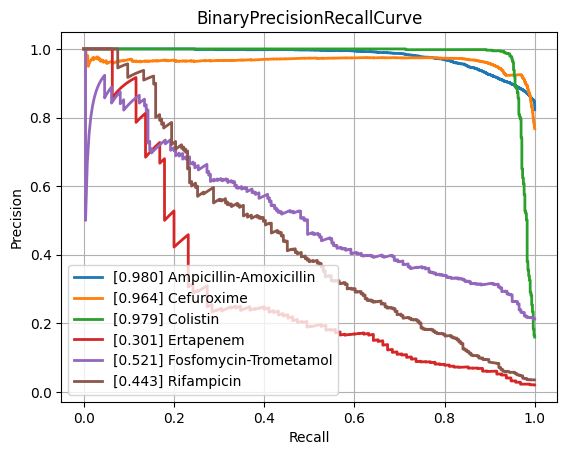 BinaryPrecisionRecallCurve
1.0
0.8
0.6
0.4
0.2
0.0
Precision
[0.980] Ampicillin-Amoxicillin
[0.964] Cefuroxime
[0.979] Colistin
[0.301] Ertapenem
[0.521] Fosfomycin-Trometamol
[0.443] Rifampicin
0.0 0.2 0.4 0.6 0.8 1.0
Recall